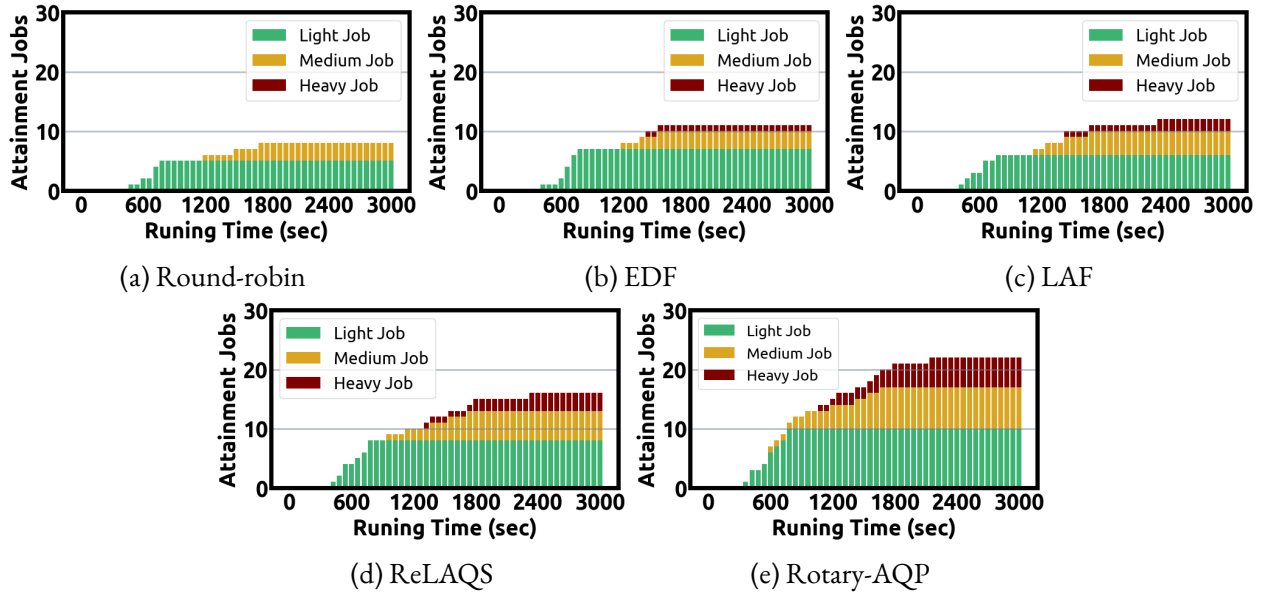 30
20
10
0
Attainment Jobs
Light Job
Medium Job
Heavy Job
0 600 1200 1800 2400 3000
Runing Time (sec)
(a) Round-robin
30
20
10
0
Attainment Jobs
Light Job
Medium Job
Heavy Job
0 600 1200 1800 2400 3000
Runing Time (sec)
(b) EDF
30
20
10
0
Attainment Jobs
Light Job
Medium Job
Heavy Job
0 600 1200 1800 2400 3000
Runing Time (sec)
(c) LAF
30
20
10
0
Attainment Jobs
Light Job
Medium Job
Heavy Job
0 600 1200 1800 2400 3000
Runing Time (sec)
(d) ReLAQS
30
20
10
0
Attainment Jobs
Light Job
Medium Job
Heavy Job
0 600 1200 1800 2400 3000
Runing Time (sec)
(e) Rotary-AQP